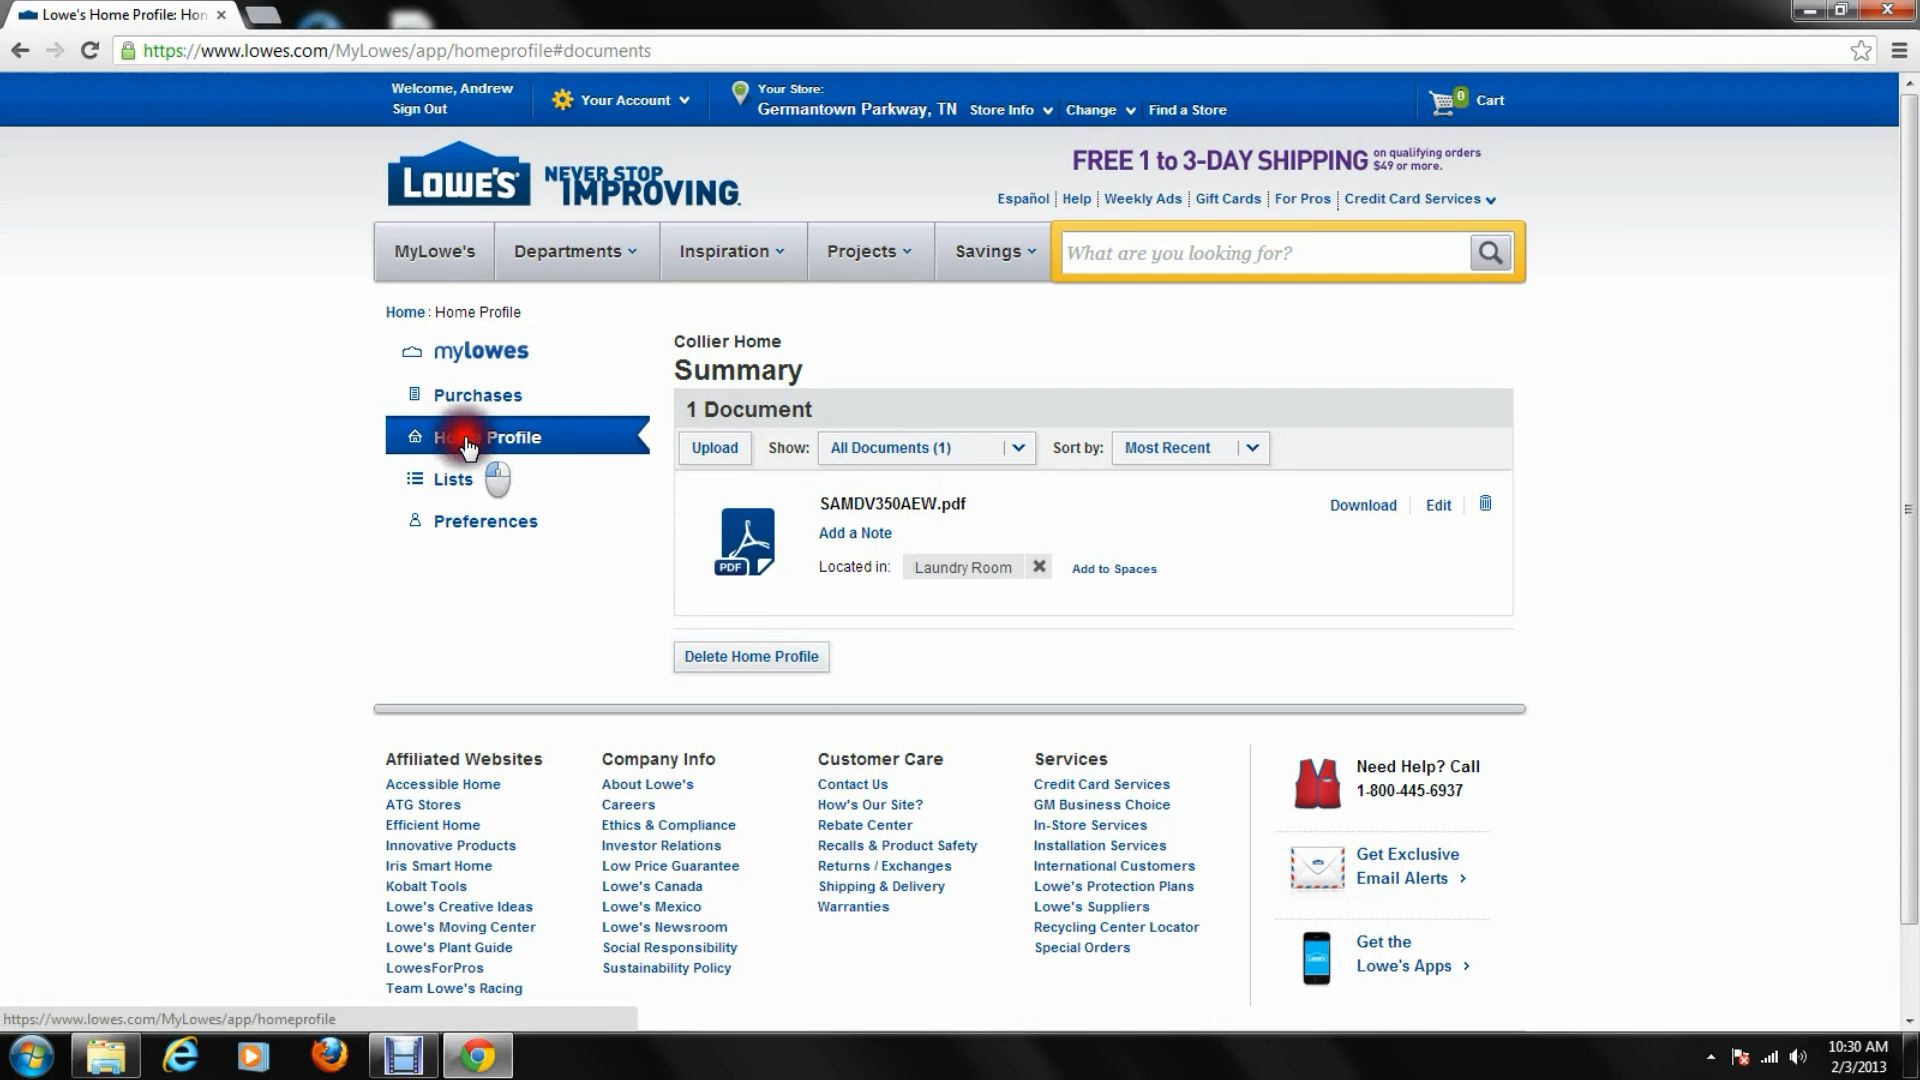 Lowe's Home Profile: Hon
https://www.lowes.com/MyLowes/app/homeprofile#documents
Welcome, Andrew
Sign Out
Your Account
Your Store:
Germantown Parkway, TN
Store Info
Change
Find a Store
0
Cart
LOWE'S
NEVER STOP
IMPROVING
FREE 1 to 3-DAY SHIPPING on qualifying orders
$49 or more.
Español
Help
Weekly Ads
Gift Cards
For Pros
Credit Card Services
MyLowe's
Departments
Inspiration
Projects
Savings
What are you looking for?
Home : Home Profile
mylowes
Purchases
Profile
Lists
Preferences
Collier Home
Summary
1 Document
Upload
Show:
All Documents (1)
Sort by:
Most Recent
PDF
SAMDV350AEW.pdf
Add a Note
Located in:
Laundry Room
Add to Spaces
Download
Edit
Delete Home Profile
Affiliated Websites
Accessible Home
ATG Stores
Efficient Home
Innovative Products
Iris Smart Home
Kobalt Tools
Lowe's Creative Ideas
Lowe's Moving Center
Lowe's Plant Guide
LowesForPros
Team Lowe's Racing
Company Info
About Lowe's
Careers
Ethics & Compliance
Investor Relations
Low Price Guarantee
Lowe's Canada
Lowe's Mexico
Lowe's Newsroom
Social Responsibility
Sustainability Policy
Customer Care
Contact Us
How's Our Site?
Rebate Center
Recalls & Product Safety
Returns / Exchanges
Shipping & Delivery
Warranties
Services
Credit Card Services
GM Business Choice
In-Store Services
Installation Services
International Customers
Lowe's Protection Plans
Lowe's Suppliers
Recycling Center Locator
Special Orders
Need Help? Call
1-800-445-6937
Get Exclusive
Email Alerts
Get the
Lowe's Apps
https://www.lowes.com/MyLowes/app/homeprofile
10:30 AM
2/3/2013